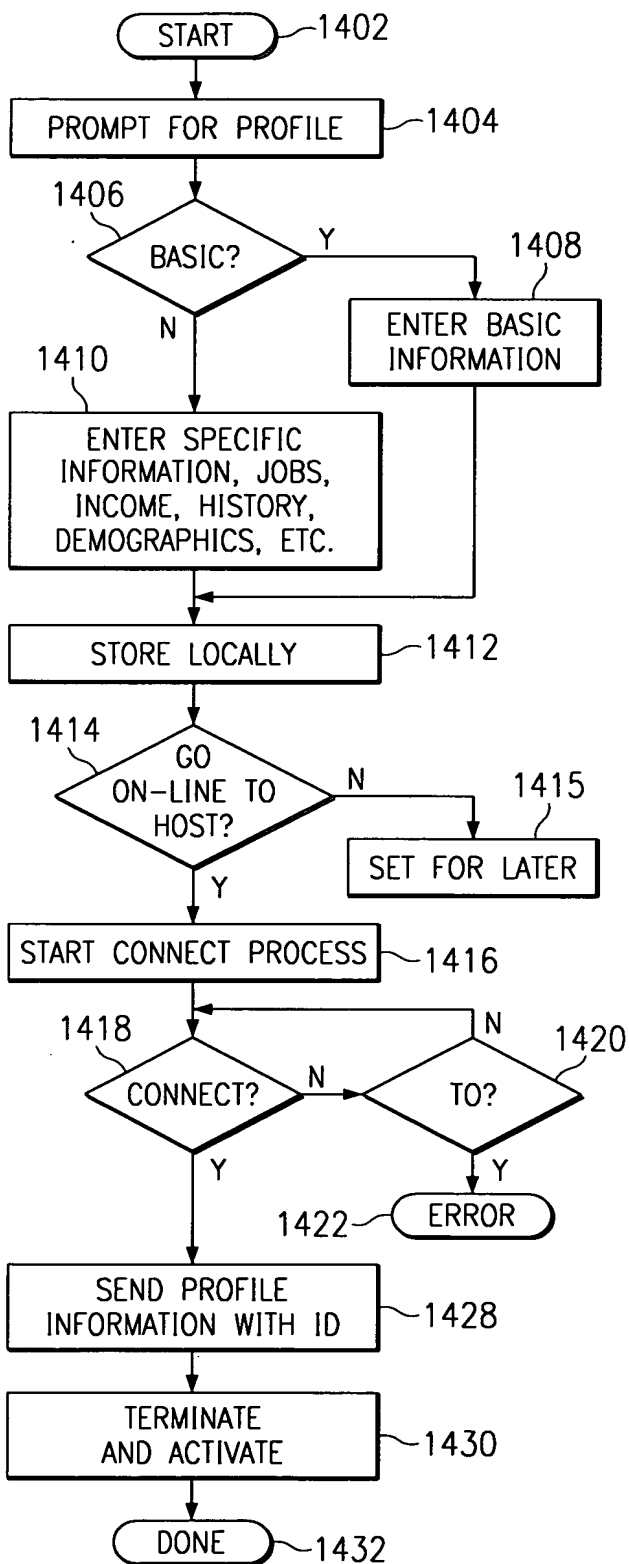 START
1402
PROMPT FOR PROFILE
1404
1406
BASIC?
Y
N
1408
ENTER BASIC
INFORMATION
1410
ENTER SPECIFIC
INFORMATION, JOBS,
INCOME, HISTORY,
DEMOGRAPHICS, ETC.
STORE LOCALLY
1412
1414
GO
ON-LINE TO
HOST?
N
Y
1415
SET FOR LATER
START CONNECT PROCESS
1416
1418
CONNECT?
N
Y
N
1420
TO?
Y
1422
ERROR
SEND PROFILE
INFORMATION WITH ID
1428
TERMINATE
AND ACTIVATE
1430
DONE
1432